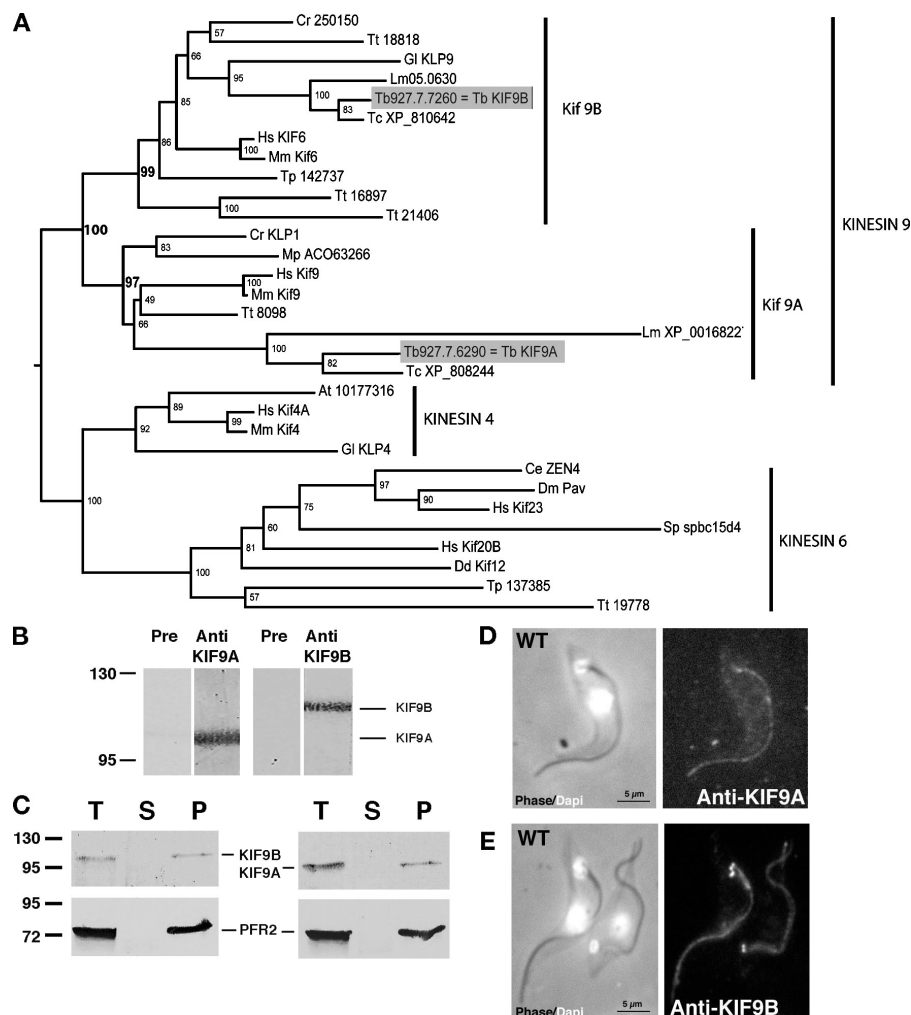 A
Cr 250150
57
Tt 18818
66
Gl KLP9
95
Lm05.0630
100
Tb927.7.7260 = Tb KIF9B
83
Tc XP_810642
85
Kif 9B
Hs KIF6
100
Mm Kif6
86
Tp 142737
99
Tt 16897
100
Tt 21406
KINESIN 9
100
Cr KLP1
83
Mp ACO63266
97
Hs Kif9
100
Mm Kif9
49
Tt 8098
66
Kif 9A
Lm XP_0016822
100
Tb927.7.6290 = Tb KIF9A
82
Tc XP_808244
At 10177316
89
Hs Kif4A
99
Mm Kif4
92
KINESIN 4
Gl KLP4
100
Ce ZEN4
97
Dm Pav
90
Hs Kif23
75
Sp spbc15d4
60
Hs Kif20B
81
Dd Kif12
KINESIN 6
100
Tp 137385
57
Tt 19778
B
Pre Anti KIF9A Pre Anti KIF9B
130
KIF9B
KIF9A
95
C
T S P T S P
130
95
KIF9B
KIF9A
95
72
PFR2
D
WT
Phase/Dapi
5 µm
Anti-KIF9A
E
WT
Phase/Dapi
5 µm
Anti-KIF9B